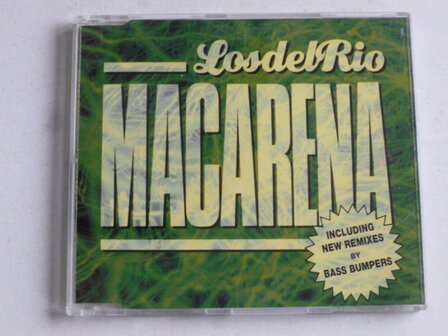 LosdelRio
MACARENA
INCLUDING
NEW REMIXES
BY
BASS BUMPERS